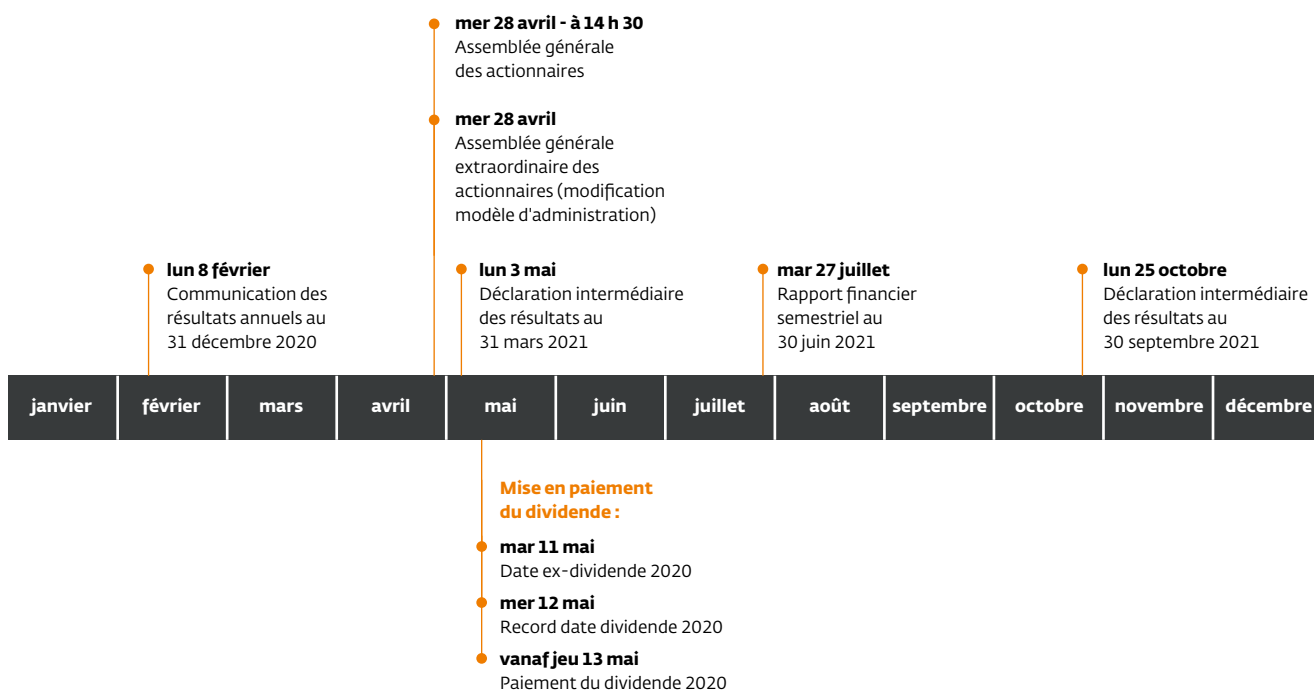 mer 28 avril - à 14 h 30
Assemblée générale
des actionnaires
mer 28 avril
Assemblée générale
extraordinaire des
actionnaires (modification
modèle d'administration)
lun 8 février
Communication des
résultats annuels au
31 décembre 2020
lun 3 mai
Déclaration intermédiaire
des résultats au
31 mars 2021
mar 27 juillet
Rapport financier
semestriel au
30 juin 2021
lun 25 octobre
Déclaration intermédiaire
des résultats au
30 septembre 2021
janvier février mars avril mai juin juillet août septembre octobre novembre décembre
Mise en paiement
du dividende :
mar 11 mai
Date ex-dividende 2020
mer 12 mai
Record date dividende 2020
vanaf jeu 13 mai
Paiement du dividende 2020